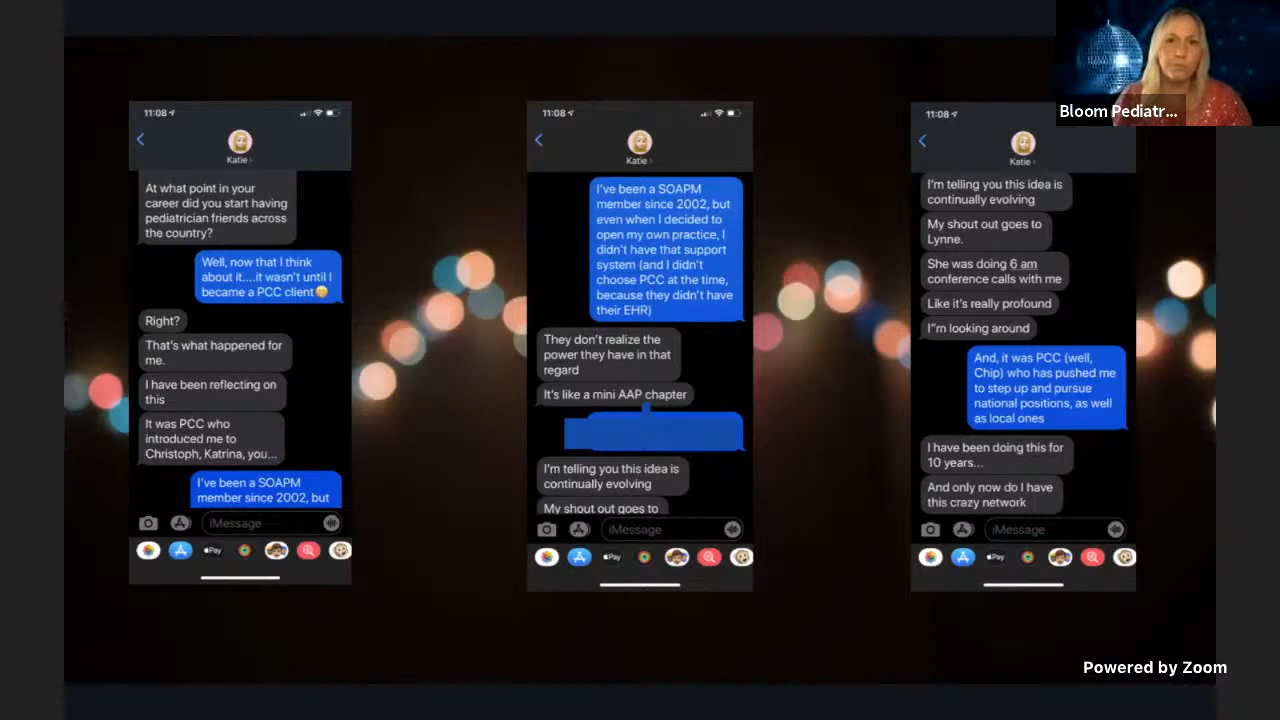 11:08
Katie
At what point in your
career did you start having
pediatrician friends across
the country?
Well, now that I think
about it....it wasn't until I
became a PCC client😁
Right?
That's what happened for
me.
I have been reflecting on
this
It was PCC who
introduced me to
Christoph, Katrina, you...
I've been a SOAPM
member since 2002, but
iMessage
Pay
11:08
Katie
I've been a SOAPM
member since 2002, but
even when I decided to
open my own practice, I
didn't have that support
system (and I didn't
choose PCC at the time,
because they didn't have
their EHR)
They don't realize the
power they have in that
regard
It's like a mini AAP chapter
I'm telling you this idea is
continually evolving
My shout out goes to
iMessage
Pay
11:08
Katie
I'm telling you this idea is
continually evolving
My shout out goes to
Lynne.
She was doing 6 am
conference calls with me
Like it's really profound
I"m looking around
And, it was PCC (well,
Chip) who has pushed me
to step up and pursue
national positions, as well
as local ones
I have been doing this for
10 years...
And only now do I have
this crazy network
iMessage
Pay
Bloom Pediatr...
Powered by Zoom